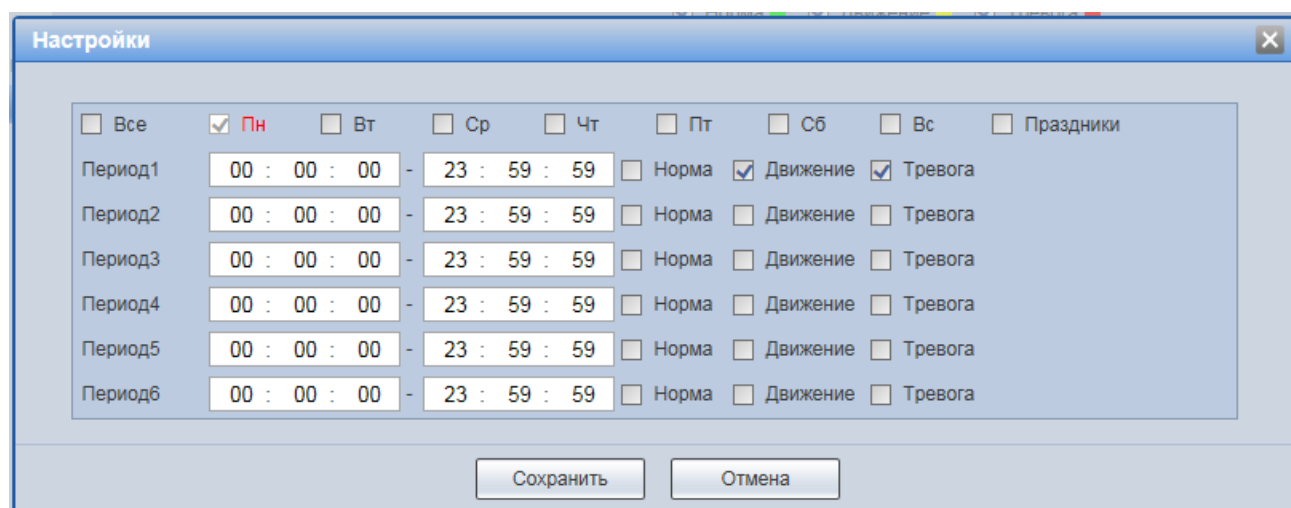 Норма Движение Тревога
Настройки
Все Пн Вт Ср Чт Пт Сб Вс Праздники
Период1 00 : 00 : 00 - 23 : 59 : 59 Норма Движение Тревога
Период2 00 : 00 : 00 - 23 : 59 : 59 Норма Движение Тревога
Период3 00 : 00 : 00 - 23 : 59 : 59 Норма Движение Тревога
Период4 00 : 00 : 00 - 23 : 59 : 59 Норма Движение Тревога
Период5 00 : 00 : 00 - 23 : 59 : 59 Норма Движение Тревога
Период6 00 : 00 : 00 - 23 : 59 : 59 Норма Движение Тревога
Сохранить Отмена